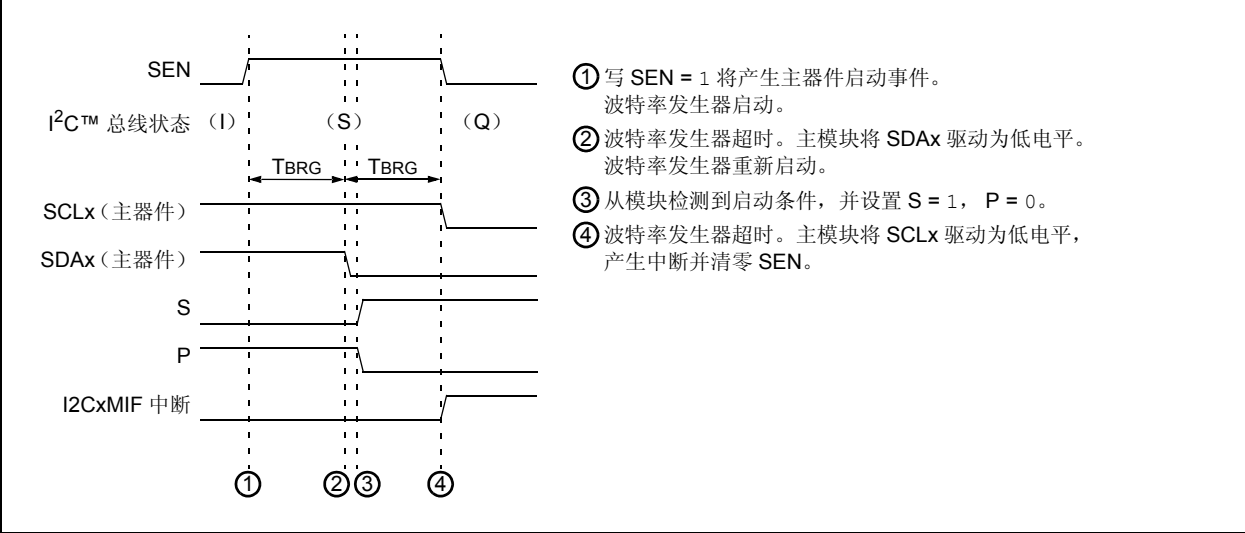 SEN
I²C™ 总线状态 （I） （S） （Q）
TBRG TBRG
SCLx（主器件）
SDAx（主器件）
S
P
I2CxMIF 中断
① ② ③ ④
① 写 SEN = 1 将产生主器件启动事件。
波特率发生器启动。
② 波特率发生器超时。主模块将 SDAx 驱动为低电平。
波特率发生器重新启动。
③ 从模块检测到启动条件，并设置 S = 1， P = 0。
④ 波特率发生器超时。主模块将 SCLx 驱动为低电平，
产生中断并清零 SEN。